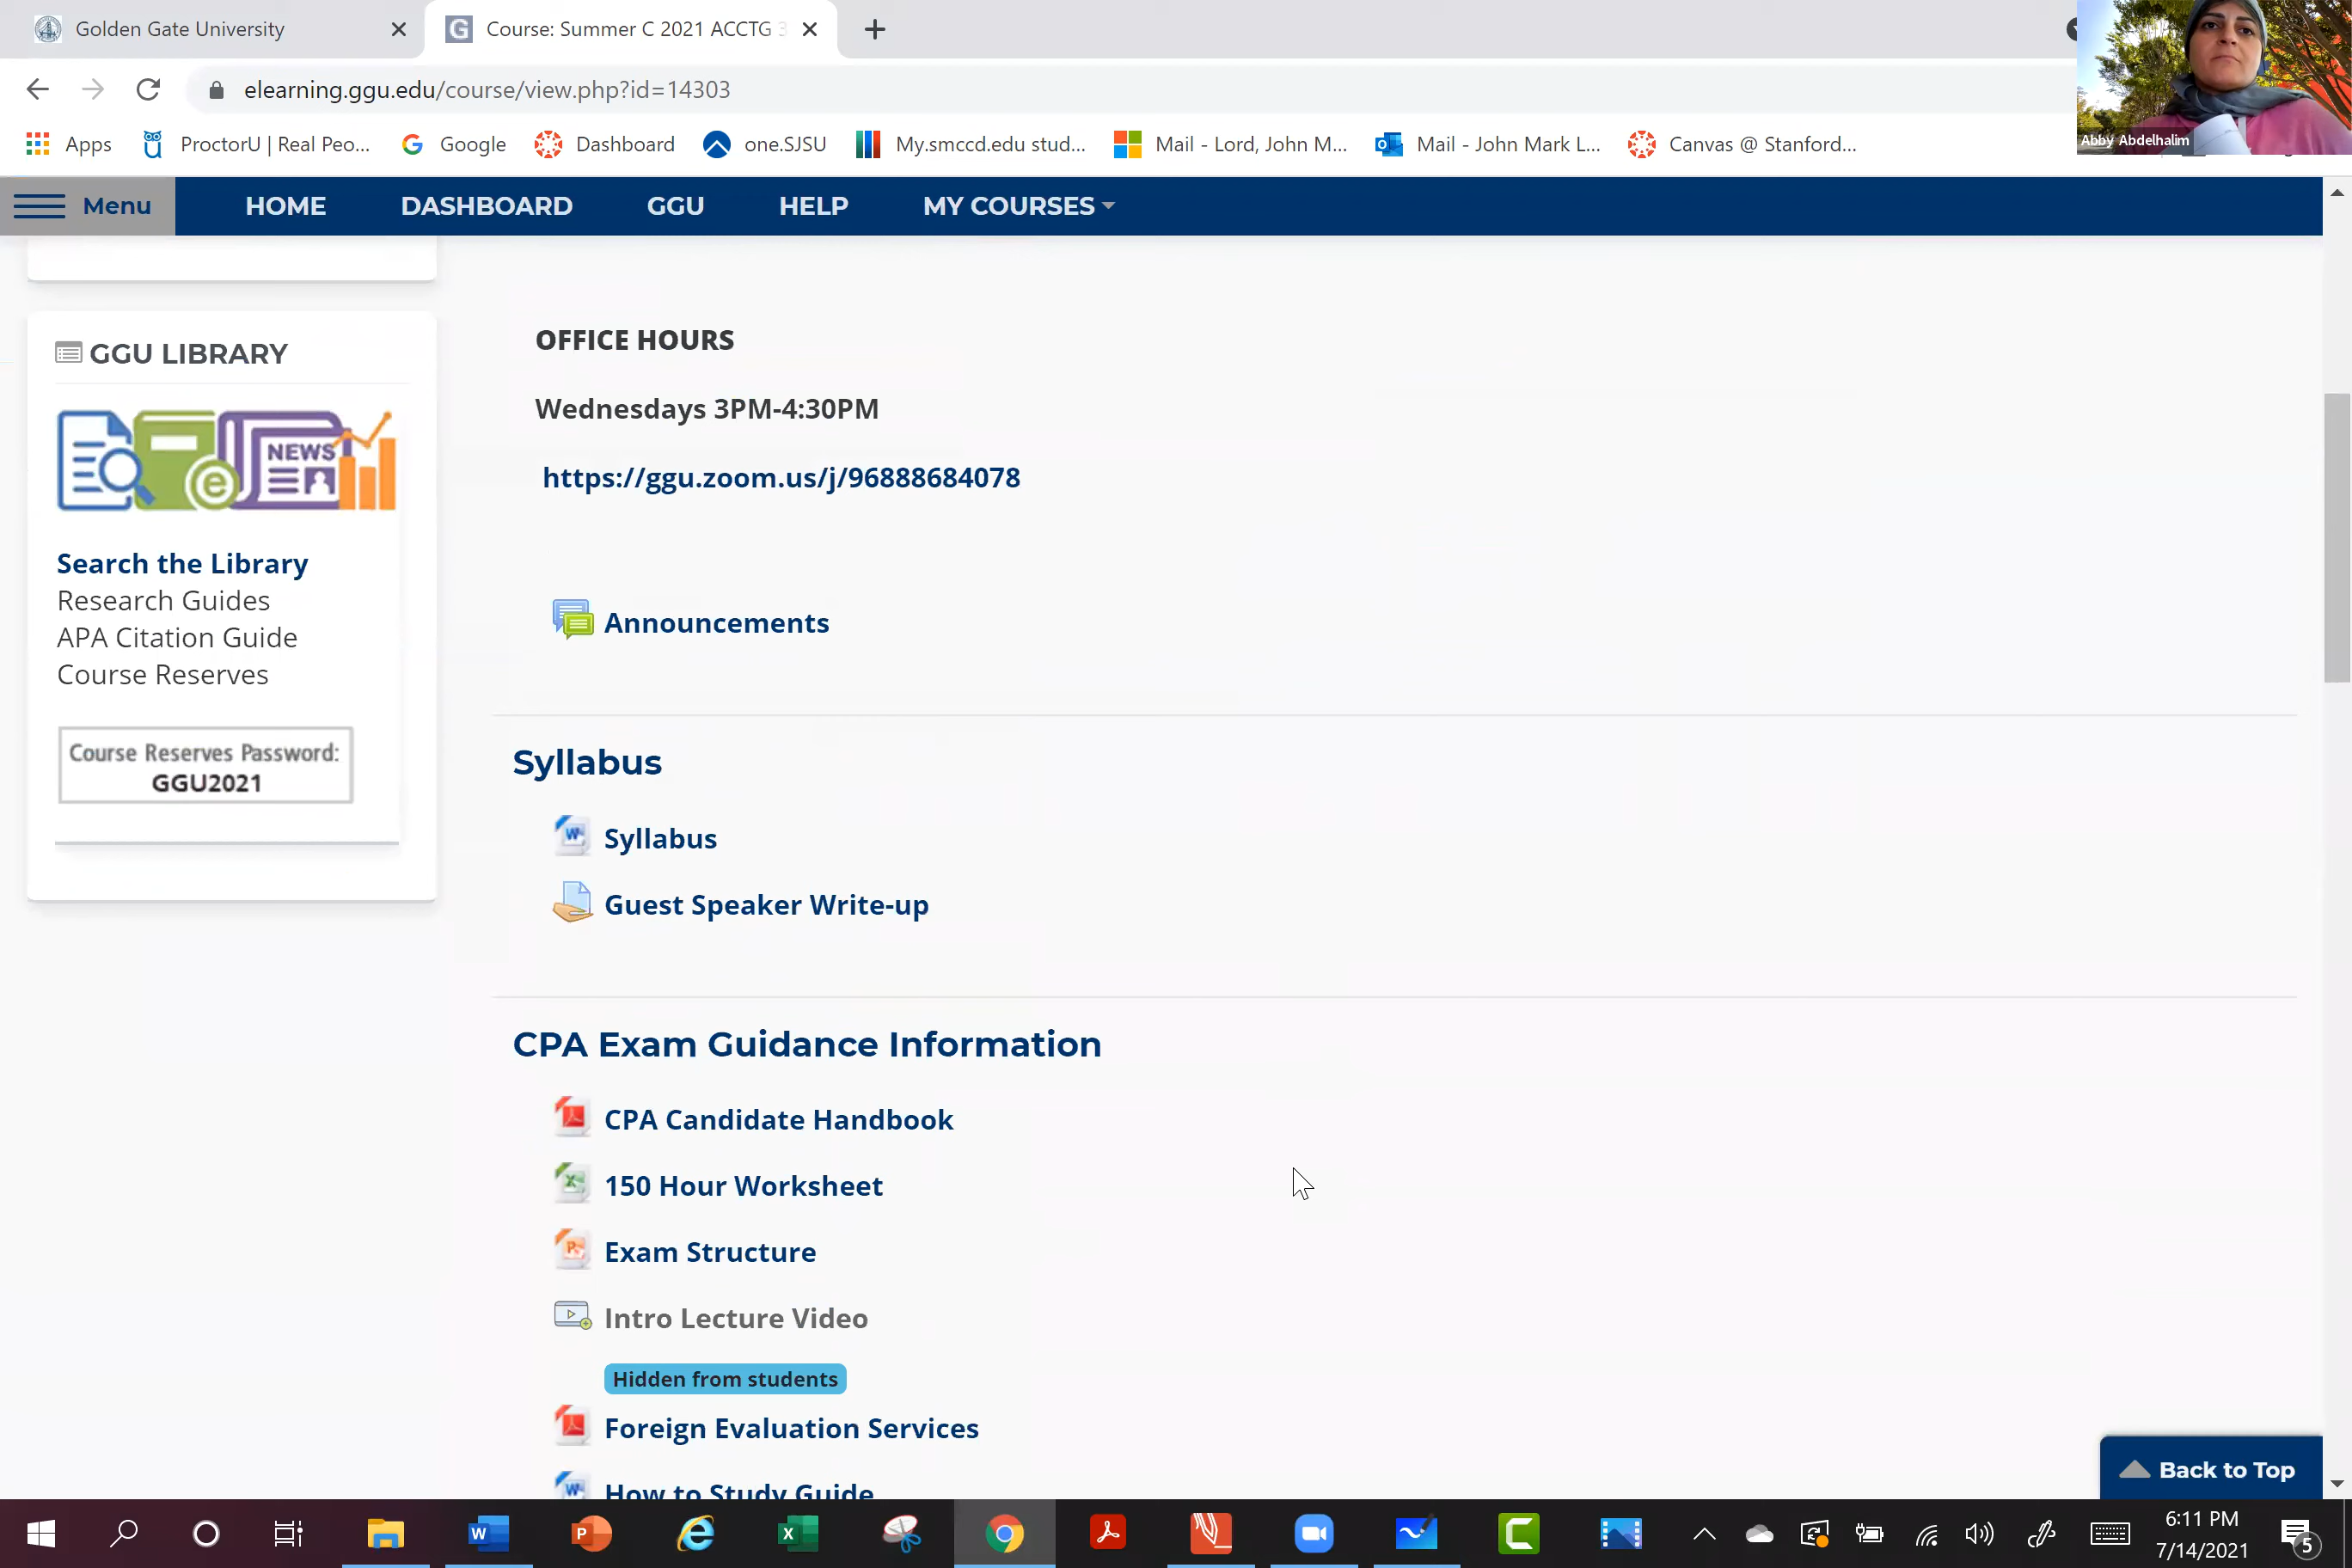 Golden Gate University
Course: Summer C 2021 ACCTG 3
elearning.ggu.edu/course/view.php?id=14303
Apps
ProctorU | Real Peo...
Google
Dashboard
one.SJSU
My.smccd.edu stud...
Mail - Lord, John M...
Mail - John Mark L...
Canvas @ Stanford...
Abby Abdelhalim
Menu
HOME
DASHBOARD
GGU
HELP
MY COURSES
GGU LIBRARY
NEWS
Search the Library
Research Guides
APA Citation Guide
Course Reserves
Course Reserves Password:
GGU2021
OFFICE HOURS
Wednesdays 3PM-4:30PM
https://ggu.zoom.us/j/96888684078
Announcements
Syllabus
Syllabus
Guest Speaker Write-up
CPA Exam Guidance Information
CPA Candidate Handbook
150 Hour Worksheet
Exam Structure
Intro Lecture Video
Hidden from students
Foreign Evaluation Services
How to Study Guide
Back to Top
6:11 PM
7/14/2021
5